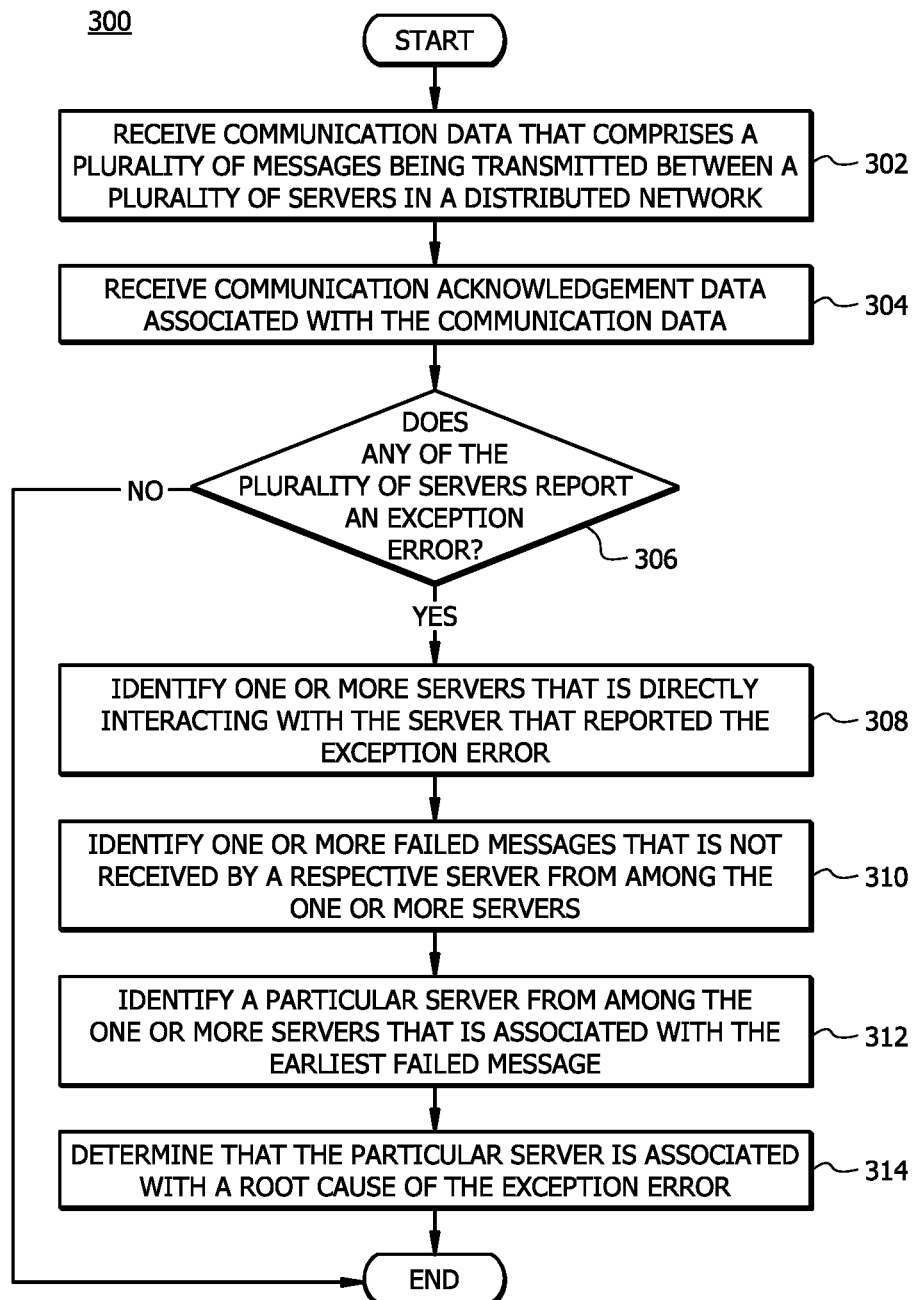 300
START
RECEIVE COMMUNICATION DATA THAT COMPRISES A
PLURALITY OF MESSAGES BEING TRANSMITTED BETWEEN A
PLURALITY OF SERVERS IN A DISTRIBUTED NETWORK
302
RECEIVE COMMUNICATION ACKNOWLEDGEMENT DATA
ASSOCIATED WITH THE COMMUNICATION DATA
304
DOES
ANY OF THE
PLURALITY OF SERVERS REPORT
AN EXCEPTION
ERROR?
NO
306
YES
IDENTIFY ONE OR MORE SERVERS THAT IS DIRECTLY
INTERACTING WITH THE SERVER THAT REPORTED THE
EXCEPTION ERROR
308
IDENTIFY ONE OR MORE FAILED MESSAGES THAT IS NOT
RECEIVED BY A RESPECTIVE SERVER FROM AMONG THE
ONE OR MORE SERVERS
310
IDENTIFY A PARTICULAR SERVER FROM AMONG THE
ONE OR MORE SERVERS THAT IS ASSOCIATED WITH THE
EARLIEST FAILED MESSAGE
312
DETERMINE THAT THE PARTICULAR SERVER IS ASSOCIATED
WITH A ROOT CAUSE OF THE EXCEPTION ERROR
314
END